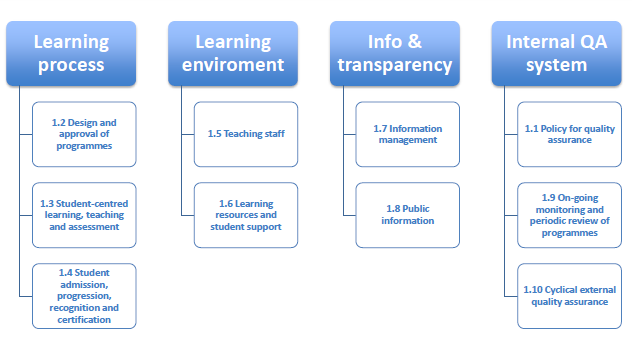 Learning
process
1.2 Design and
approval of
programmes
1.3 Student-centred
learning, teaching
and assessment
1.4 Student
admission,
progression,
recognition and
certification
Learning
enviroment
1.5 Teaching staff
1.6 Learning
resources and
student support
Info &
transparency
1.7 Information
management
1.8 Public
information
Internal QA
system
1.1 Policy for quality
assurance
1.9 On-going
monitoring and
periodic review of
programmes
1.10 Cyclical external
quality assurance